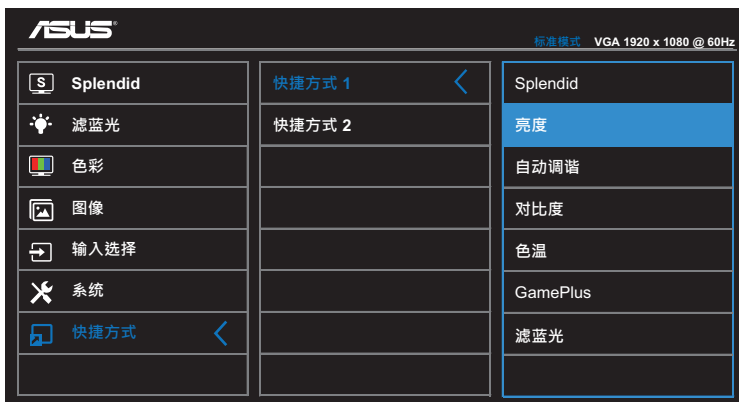 ASUS
标准模式 VGA 1920 x 1080 @ 60Hz
S Splendid
滤蓝光
色彩
图像
输入选择
系统
快捷方式
快捷方式 1
快捷方式 2
Splendid
亮度
自动调谐
对比度
色温
GamePlus
滤蓝光